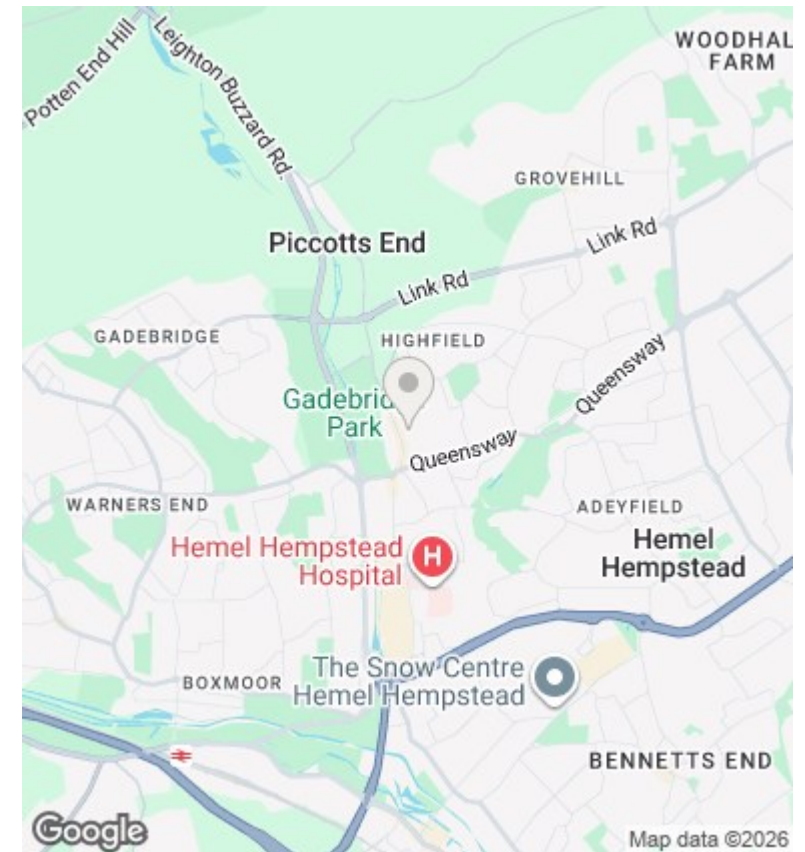 WOODHAL
FARM
Leighton Buzzard Rd.
Potten End Hill
GROVEHILL
Piccotts End
Link Rd
Link Rd
GADEBRIDGE
HIGHFIELD
Queensway
Park
Queensway
WARNERS END
ADEYFIELD
Hemel Hempstead
Hospital
H
Hemel
Hempstead
The Snow Centre
Hemel Hempstead
BOXMOOR
BENNETTS END
Google
Map data ©2026